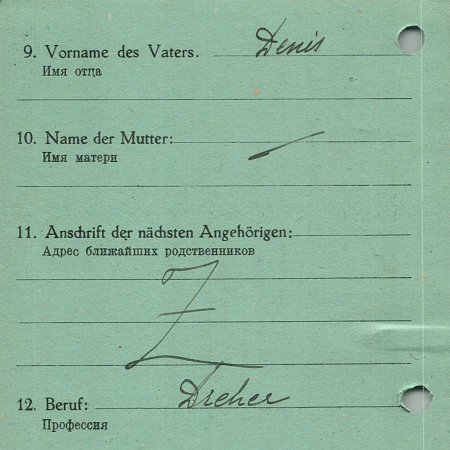 9. Vorname des Vaters. Denis
Имя отца
10. Name der Mutter: —
Имя матери
11. Anschrift der nächsten Angehörigen:
Адрес ближайших родственников
Z
12. Beruf: Dreher
Профессия